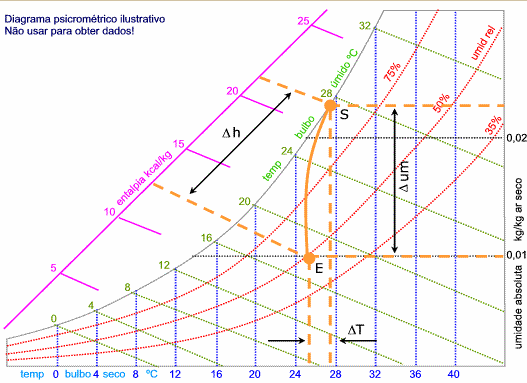 Diagrama psicrométrico ilustrativo
Não usar para obter dados!
25
32
20
28
úmido ºC
75%
umid rel
50%
35%
S
Δh
bulbo
15
entalpia kcal/kg
24
temp
Δum
0,02
kg/kg ar seco
10
20
16
12
8
4
0
5
E
0,01
umidade absoluta
ΔT
temp 0 bulbo 4 seco 8 ºC 12 16 20 24 28 32 36 40